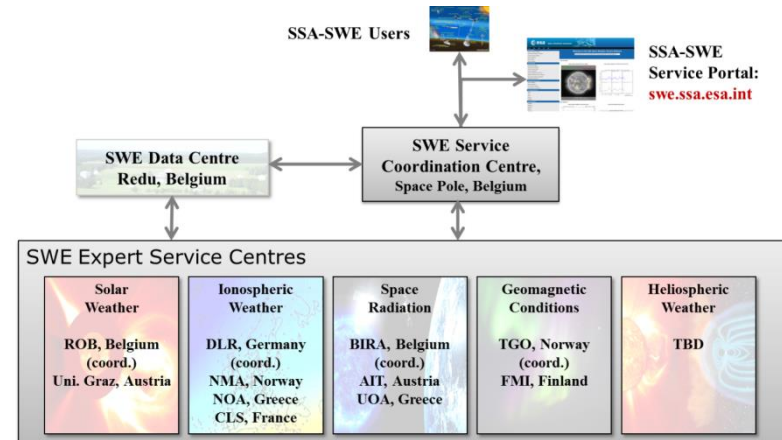 SSA-SWE Users
SSA-SWE
Service Portal:
swe.ssa.esa.int
SWE Data Centre
Redu, Belgium
SWE Service
Coordination Centre,
Space Pole, Belgium
SWE Expert Service Centres
Solar
Weather
ROB, Belgium
(coord.)
Uni. Graz, Austria
Ionospheric
Weather
DLR, Germany
(coord.)
NMA, Norway
NOA, Greece
CLS, France
Space
Radiation
BIRA, Belgium
(coord.)
AIT, Austria
UOA, Greece
Geomagnetic
Conditions
TGO, Norway
(coord.)
FMI, Finland
Heliospheric
Weather
TBD